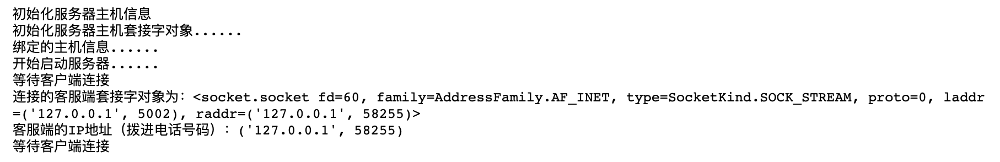 初始化服务器主机信息
初始化服务器主机套接字对象......
绑定的主机信息......
开始启动服务器......
等待客户端连接
连接的客服端套接字对象为：<socket.socket fd=60, family=AddressFamily.AF_INET, type=SocketKind.SOCK_STREAM, proto=0, laddr
=('127.0.0.1', 5002), raddr=('127.0.0.1', 58255)>
客服端的IP地址（拨进电话号码）：('127.0.0.1', 58255)
等待客户端连接